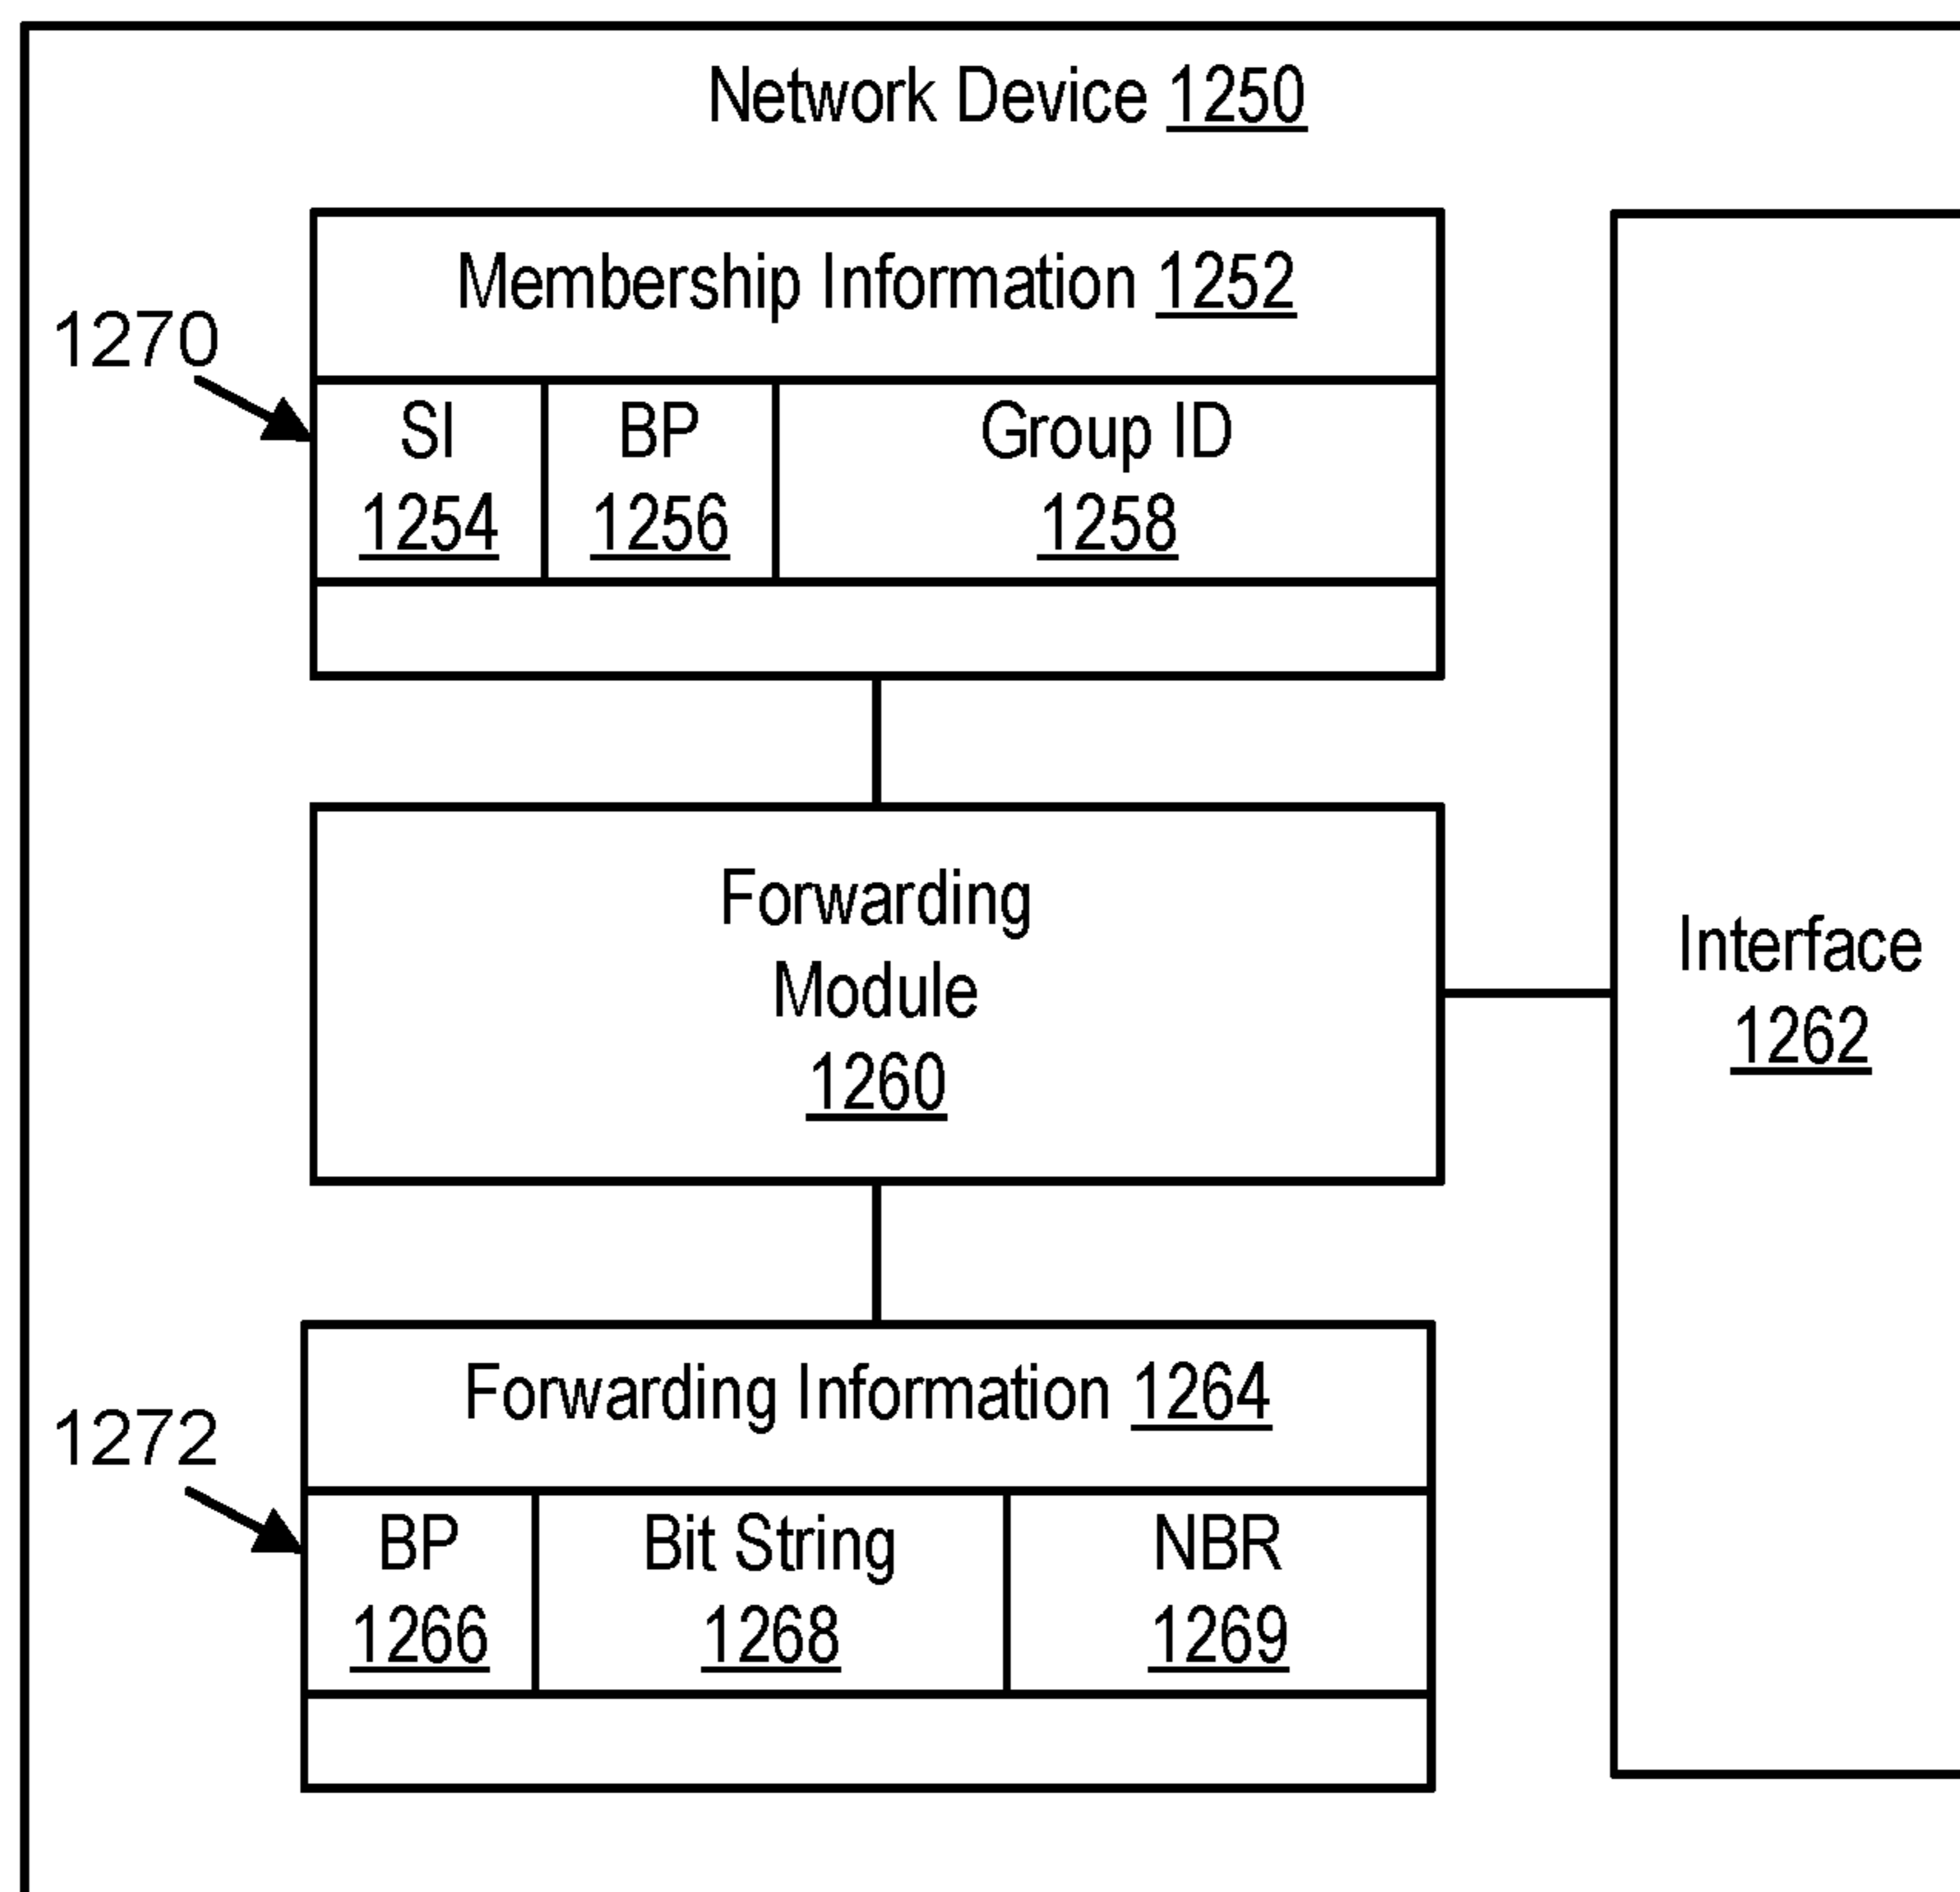 Network Device 1250
Membership Information 1252
1270
SI
BP
Group ID
1254
1256
1258
Forwarding
Module
1260
Interface
1262
Forwarding Information 1264
1272
BP
Bit String
NBR
1266
1268
1269